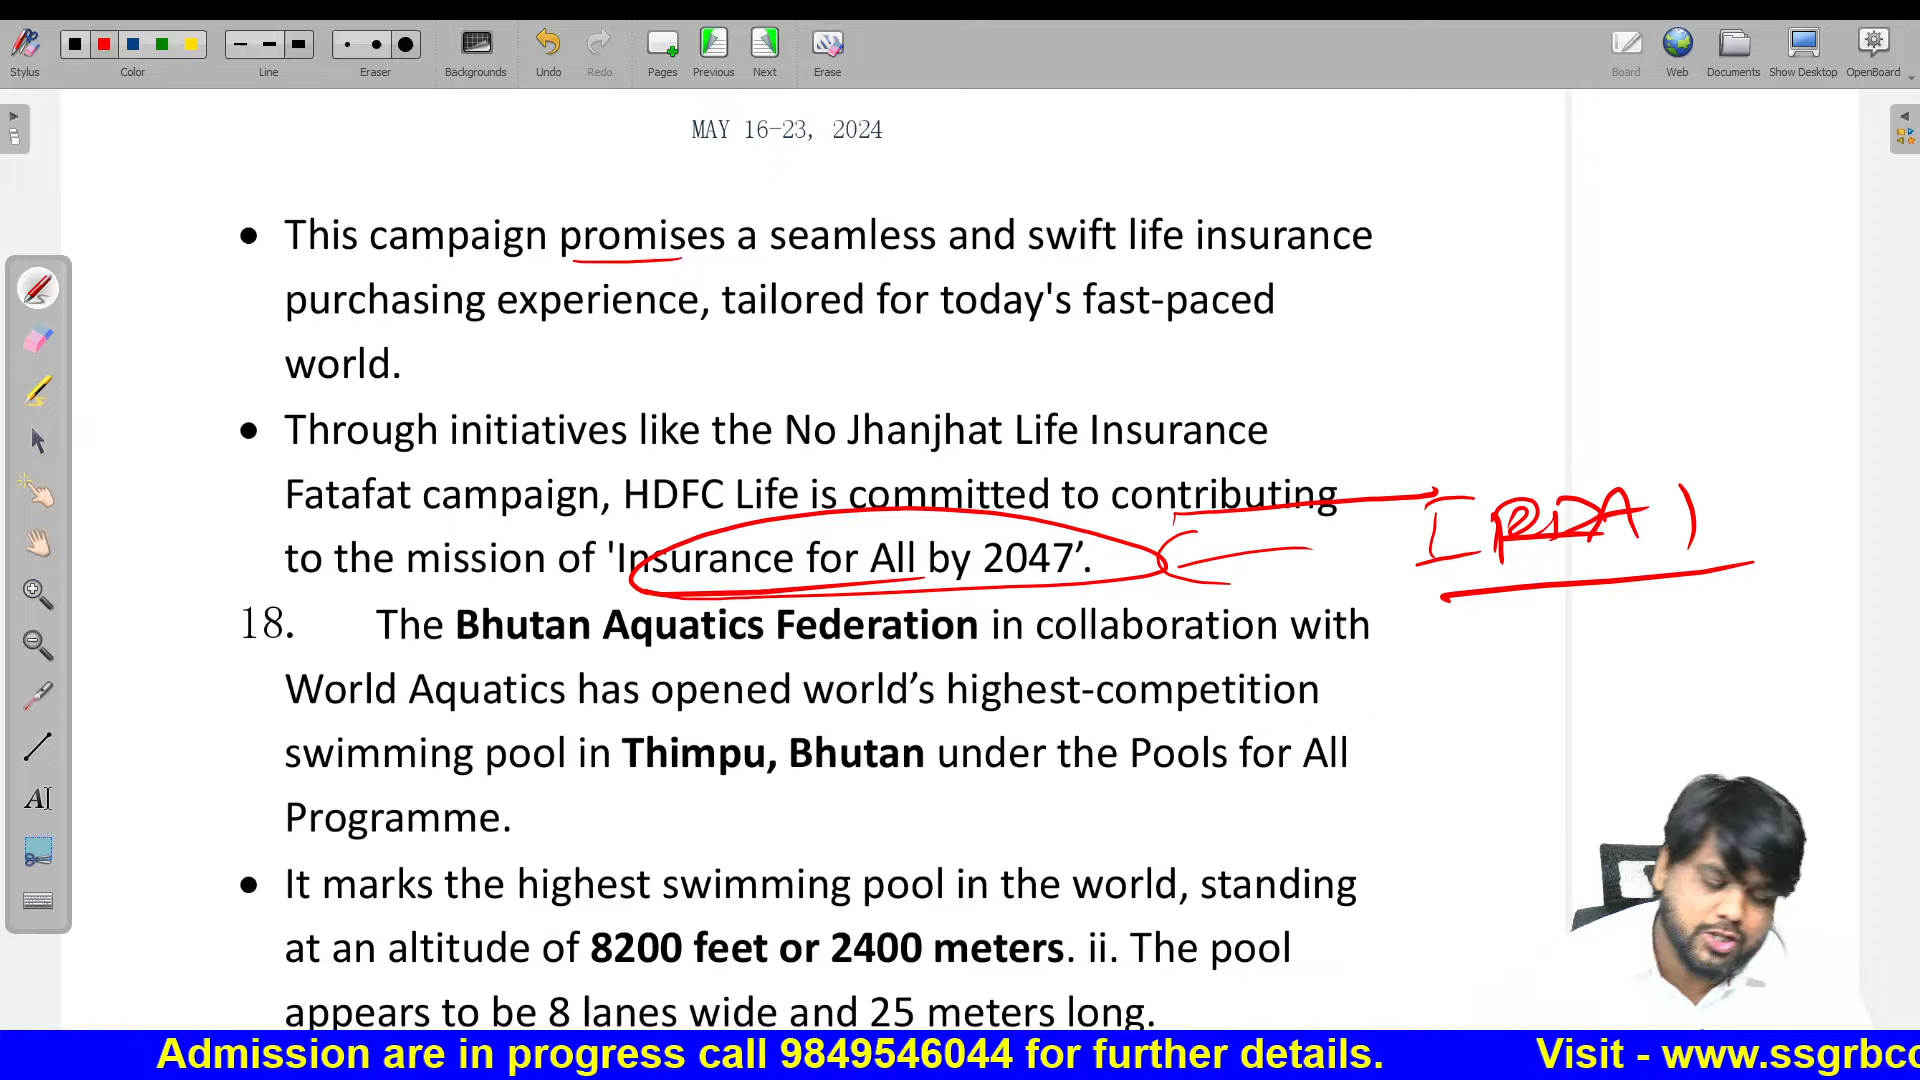 Stylus
Color
Line
Eraser
Backgrounds
Undo
Redo
Pages
Previous
Next
Erase
Board
Web
Documents
Show Desktop
OpenBoard
MAY 16-23, 2024
• This campaign promises a seamless and swift life insurance
purchasing experience, tailored for today's fast-paced
world.
• Through initiatives like the No Jhanjhat Life Insurance
Fatafat campaign, HDFC Life is committed to contributing
to the mission of 'Insurance for All by 2047’.
IRDAI
18. The Bhutan Aquatics Federation in collaboration with
World Aquatics has opened world’s highest-competition
swimming pool in Thimpu, Bhutan under the Pools for All
Programme.
• It marks the highest swimming pool in the world, standing
at an altitude of 8200 feet or 2400 meters. ii. The pool
appears to be 8 lanes wide and 25 meters long.
Admission are in progress call 9849546044 for further details. Visit - www.ssgrbcc